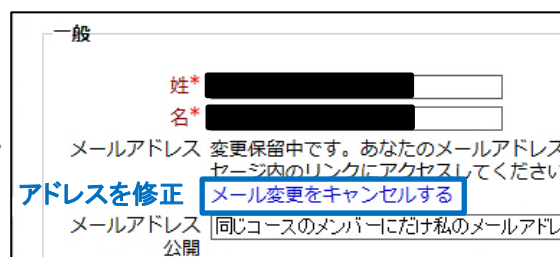 一般
姓*
名*
メールアドレス 変更保留中です。あなたのメールアドレス
セージ内のリンクにアクセスしてください
アドレスを修正 メール変更をキャンセルする
メールアドレス 同じコースのメンバーにだけ私のメールアドレ
公開